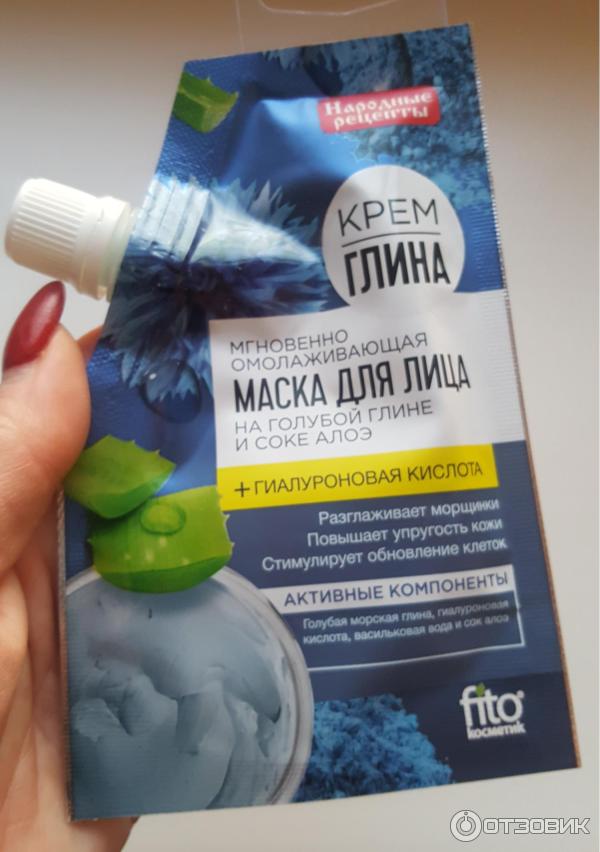 Народные
рецепты
КРЕМ
ГЛИНА
МГНОВЕННО
ОМОЛАЖИВАЮЩАЯ
МАСКА ДЛЯ ЛИЦА
НА ГОЛУБОЙ ГЛИНЕ
И СОКЕ АЛОЭ
+ГИАЛУРОНОВАЯ КИСЛОТА
Разглаживает морщинки
Повышает упругость кожи
Стимулирует обновление клеток
АКТИВНЫЕ КОМПОНЕНТЫ
Голубая морская глина, гиалуроновая
кислота, васильковая вода и сок алоэ
fito®
косметик
ОТЗОВИК